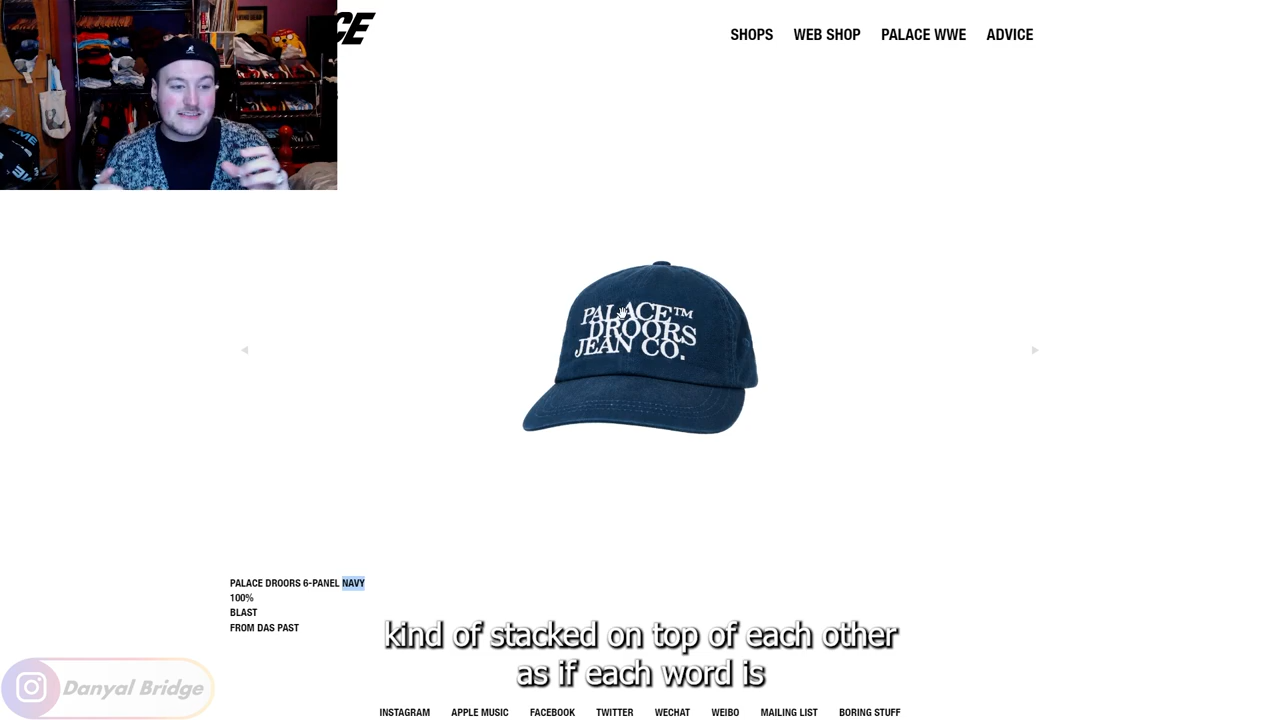 CE
SHOPS WEB SHOP PALACE WWE ADVICE
PALACE™
DROORS
JEAN CO.
PALACE DROORS 6-PANEL NAVY
100%
BLAST
FROM DAS PAST
kind of stacked on top of each other
as if each word is
Danyal Bridge
INSTAGRAM APPLE MUSIC FACEBOOK TWITTER WECHAT WEIBO MAILING LIST BORING STUFF